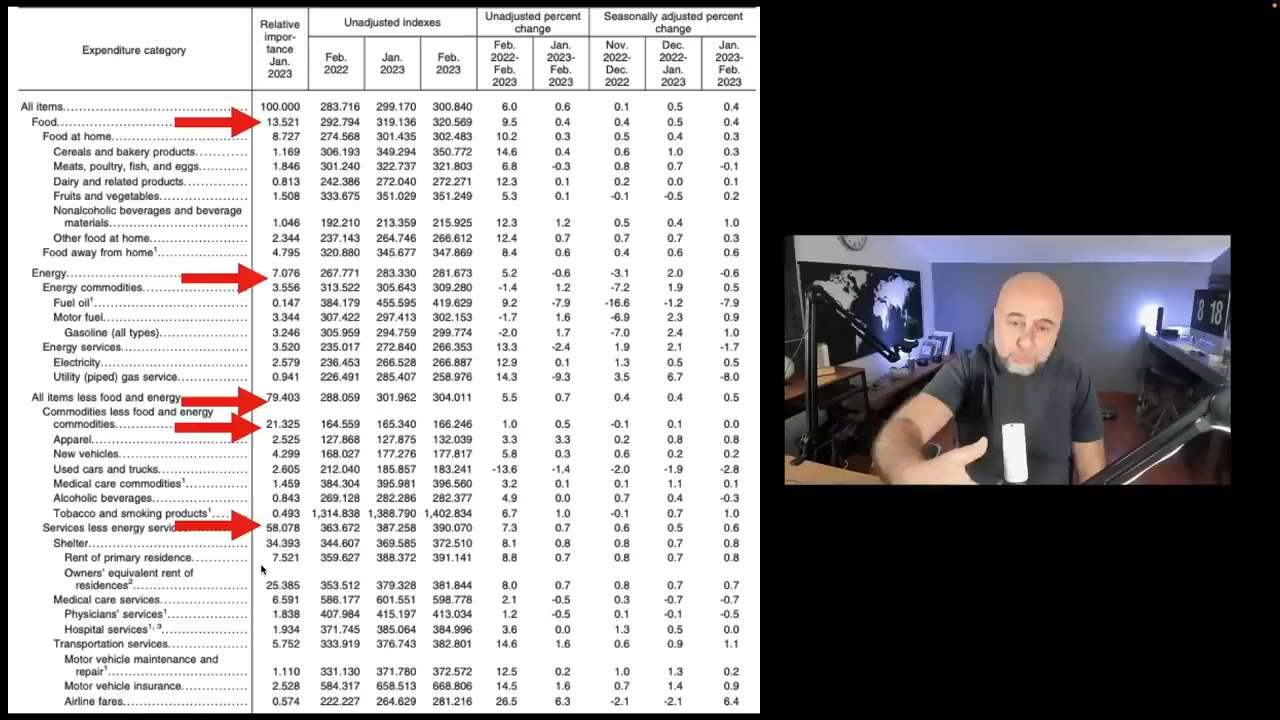 Expenditure category
Relative
impor-
tance
Jan.
2023
Unadjusted indexes
Unadjusted percent
change
Seasonally adjusted percent
change
Feb.
2022
Jan.
2023
Feb.
2023
Feb.
2022-
Feb.
2023
Jan.
2023-
Feb.
2023
Nov.
2022-
Dec.
2022
Dec.
2022-
Jan.
2023
Jan.
2023-
Feb.
2023
All items 100.000 283.716 299.170 300.840 6.0 0.6 0.1 0.5 0.4
Food 13.521 292.794 319.136 320.569 9.5 0.4 0.4 0.5 0.4
Food at home 8.727 274.568 301.435 302.483 10.2 0.3 0.5 0.4 0.3
Cereals and bakery products 1.169 306.193 349.294 350.772 14.6 0.4 0.6 1.0 0.3
Meats, poultry, fish, and eggs 1.846 301.240 322.737 321.803 6.8 -0.3 0.8 0.7 -0.1
Dairy and related products 0.813 242.386 272.040 272.271 12.3 0.1 0.2 0.0 0.1
Fruits and vegetables 1.508 333.675 351.029 351.249 5.3 0.1 -0.1 -0.5 0.2
Nonalcoholic beverages and beverage
materials 1.046 192.210 213.359 215.925 12.3 1.2 0.5 0.4 1.0
Other food at home 2.344 237.143 264.746 266.612 12.4 0.7 0.7 0.7 0.3
Food away from home¹ 4.795 320.880 345.677 347.869 8.4 0.6 0.4 0.6 0.6
Energy 7.076 267.771 283.330 281.673 5.2 -0.6 -3.1 2.0 -0.6
Energy commodities 3.556 313.522 305.643 309.280 -1.4 1.2 -7.2 1.9 0.5
Fuel oil¹ 0.147 384.179 455.595 419.629 9.2 -7.9 -16.6 -1.2 -7.9
Motor fuel 3.344 307.422 297.413 302.153 -1.7 1.6 -6.9 2.3 0.9
Gasoline (all types) 3.246 305.959 294.759 299.774 -2.0 1.7 -7.0 2.4 1.0
Energy services 3.520 235.017 272.840 266.353 13.3 -2.4 1.9 2.1 -1.7
Electricity 2.579 236.453 266.528 266.887 12.9 0.1 1.3 0.5 0.5
Utility (piped) gas service 0.941 226.491 285.407 258.976 14.3 -9.3 3.5 6.7 -8.0
All items less food and energy 79.403 288.059 301.962 304.011 5.5 0.7 0.4 0.4 0.5
Commodities less food and energy
commodities 21.325 164.559 165.340 166.246 1.0 0.5 -0.1 0.1 0.0
Apparel 2.525 127.868 127.875 132.039 3.3 3.3 0.2 0.8 0.8
New vehicles 4.299 168.027 177.276 177.817 5.8 0.3 0.6 0.2 0.2
Used cars and trucks 2.605 212.040 185.857 183.241 -13.6 -1.4 -2.0 -1.9 -2.8
Medical care commodities¹ 1.459 384.304 395.981 396.560 3.2 0.1 0.1 1.1 0.1
Alcoholic beverages 0.843 269.128 282.286 282.377 4.9 0.0 0.7 0.4 -0.3
Tobacco and smoking products¹ 0.493 1,314.838 1,388.790 1,402.834 6.7 1.0 -0.1 0.7 1.0
Services less energy servic 58.078 363.672 387.258 390.070 7.3 0.7 0.6 0.5 0.6
Shelter 34.393 344.607 369.585 372.510 8.1 0.8 0.8 0.7 0.8
Rent of primary residence 7.521 359.627 388.372 391.141 8.8 0.7 0.8 0.7 0.8
Owners' equivalent rent of
residences² 25.385 353.512 379.328 381.844 8.0 0.7 0.8 0.7 0.7
Medical care services 6.591 586.177 601.551 598.778 2.1 -0.5 0.3 -0.7 -0.7
Physicians' services¹ 1.838 407.984 415.197 413.034 1.2 -0.5 0.1 -0.1 -0.5
Hospital services¹, ³ 1.934 371.745 385.064 384.996 3.6 0.0 1.3 0.5 0.0
Transportation services 5.752 333.919 376.743 382.801 14.6 1.6 0.6 0.9 1.1
Motor vehicle maintenance and
repair¹ 1.110 331.130 371.780 372.572 12.5 0.2 1.0 1.3 0.2
Motor vehicle insurance 2.528 584.317 658.513 668.806 14.5 1.6 0.7 1.4 0.9
Airline fares 0.574 222.227 264.629 281.216 26.5 6.3 -2.1 -2.1 6.4
8 18